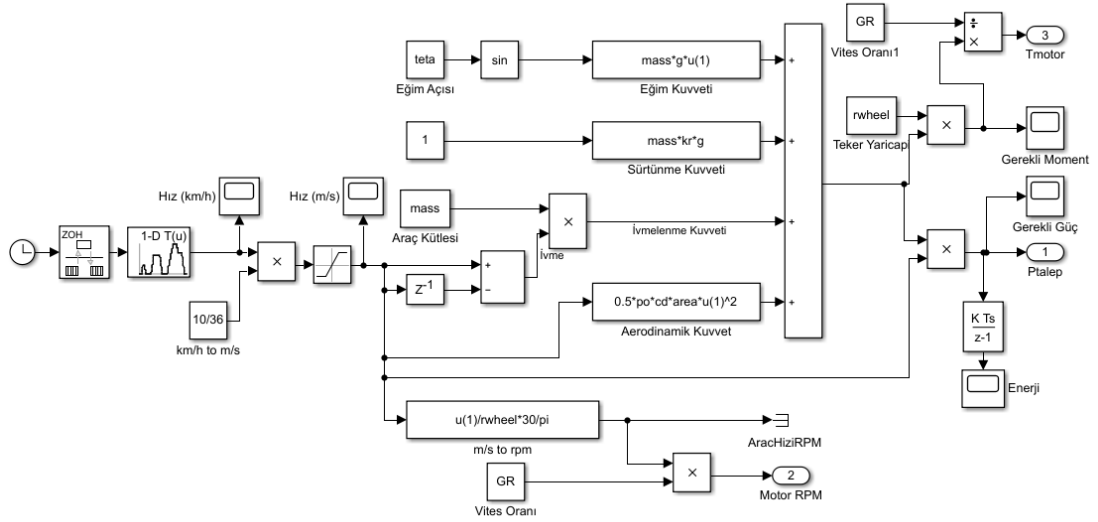 GR
÷
×
Vites Oranı1
3
Tmotor
teta
Eğim Açısı
sin
mass*g*u(1)
Eğim Kuvveti
+
rwheel
Teker Yaricapi
×
Gerekli Moment
1
mass*kr*g
Sürtünme Kuvveti
+
Hız (km/h)
Hız (m/s)
mass
Araç Kütlesi
×
İvme
İvmelenme Kuvveti
+
Gerekli Güç
ZOH
1-D T(u)
×
10/36
km/h to m/s
+
−
Z-1
×
1
Ptalep
0.5*po*cd*area*u(1)^2
Aerodinamik Kuvvet
+
K Ts
z-1
Enerji
u(1)/rwheel*30/pi
m/s to rpm
AracHiziRPM
GR
Vites Oranı
×
2
Motor RPM